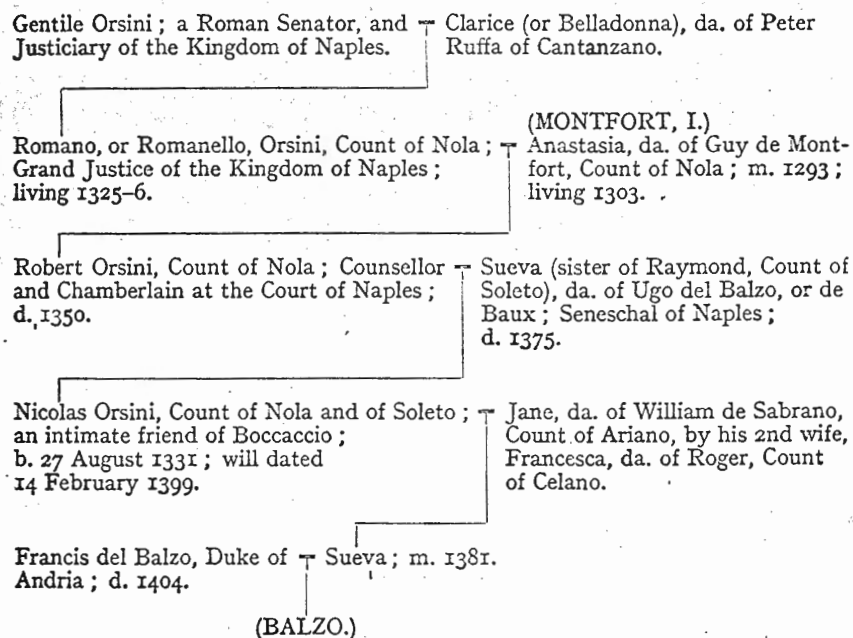 Gentile Orsini ; a Roman Senator, and
Justiciary of the Kingdom of Naples.
Clarice (or Belladonna), da. of Peter
Ruffa of Cantanzano.
Romano, or Romanello, Orsini, Count of Nola ;
Grand Justice of the Kingdom of Naples ;
living 1325–6.
(MONTFORT, I.)
Anastasia, da. of Guy de Mont-
fort, Count of Nola ; m. 1293 ;
living 1303.
Robert Orsini, Count of Nola ; Counsellor
and Chamberlain at the Court of Naples ;
d. 1350.
Sueva (sister of Raymond, Count of
Soleto), da. of Ugo del Balzo, or de
Baux ; Seneschal of Naples ;
d. 1375.
Nicolas Orsini, Count of Nola and of Soleto ;
an intimate friend of Boccaccio ;
b. 27 August 1331 ; will dated
14 February 1399.
Jane, da. of William de Sabrano,
Count of Ariano, by his 2nd wife,
Francesca, da. of Roger, Count
of Celano.
Francis del Balzo, Duke of
Andria ; d. 1404.
Sueva ; m. 1381.
(BALZO.)